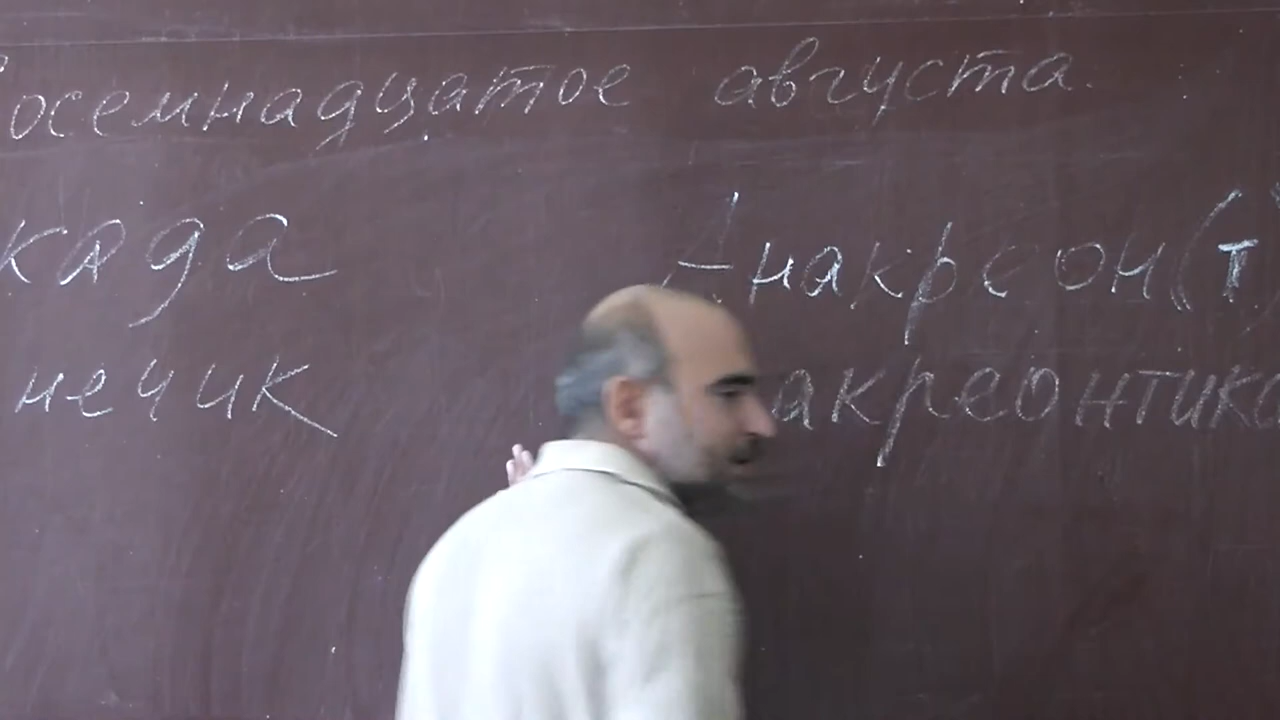 осемнадцатое августа.
када Анакреон(т)
нечик акреонтика